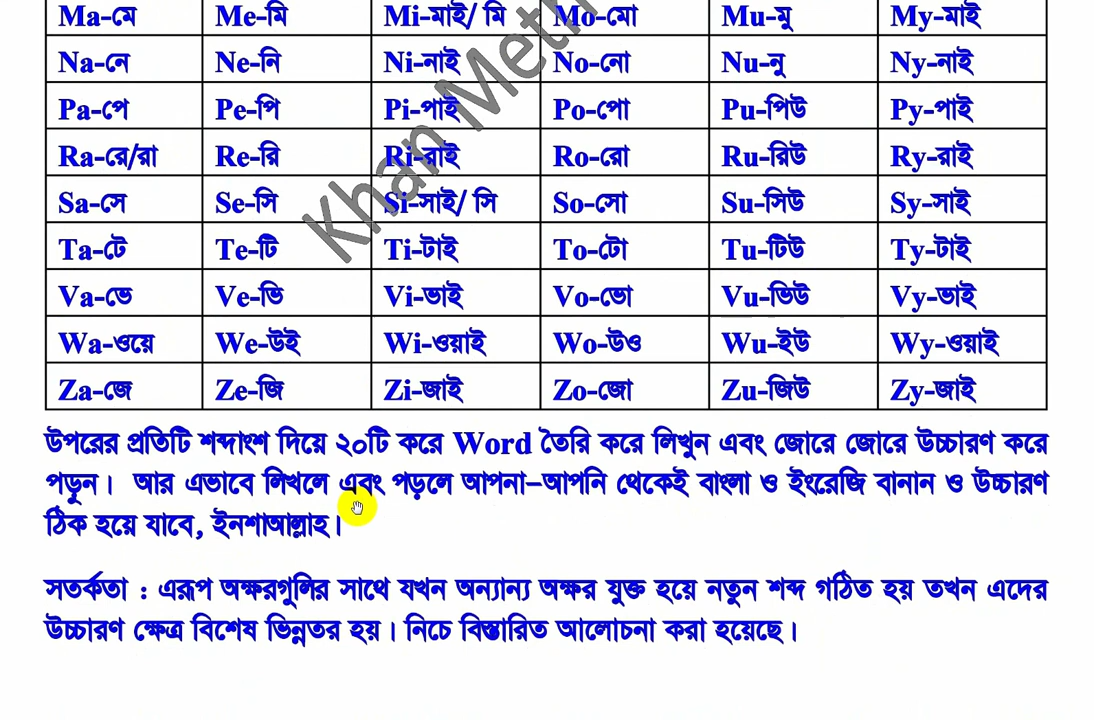 Ma-মে Me-মি Mi-মাই/ মি Mo-মো Mu-মু My-মাই
Na-নে Ne-নি Ni-নাই No-নো Nu-নু Ny-নাই
Pa-পে Pe-পি Pi-পাই Po-পো Pu-পিউ Py-পাই
Ra-রে/রা Re-রি Ri-রাই Ro-রো Ru-রিউ Ry-রাই
Sa-সে Se-সি Si-সাই/ সি So-সো Su-সিউ Sy-সাই
Ta-টে Te-টি Ti-টাই To-টো Tu-টিউ Ty-টাই
Va-ভে Ve-ভি Vi-ভাই Vo-ভো Vu-ভিউ Vy-ভাই
Wa-ওয়ে We-উই Wi-ওয়াই Wo-উও Wu-ইউ Wy-ওয়াই
Za-জে Ze-জি Zi-জাই Zo-জো Zu-জিউ Zy-জাই
Khan
উপরের প্রতিটি শব্দাংশ দিয়ে ২০টি করে Word তৈরি করে লিখুন এবং জোরে জোরে উচ্চারণ করে
পড়ুন। আর এভাবে লিখলে এবং পড়লে আপনা-আপনি থেকেই বাংলা ও ইংরেজি বানান ও উচ্চারণ
ঠিক হয়ে যাবে, ইনশাআল্লাহ।
সতর্কতা : এরূপ অক্ষরগুলির সাথে যখন অন্যান্য অক্ষর যুক্ত হয়ে নতুন শব্দ গঠিত হয় তখন এদের
উচ্চারণ ক্ষেত্র বিশেষ ভিন্নতর হয়। নিচে বিস্তারিত আলোচনা করা হয়েছে।